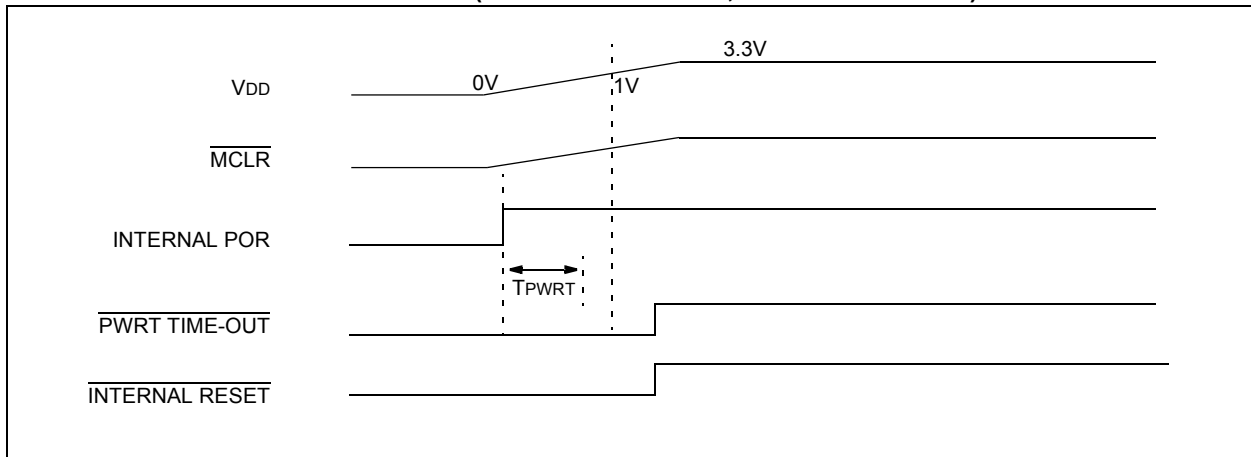 3.3V
VDD 0V 1V
MCLR
INTERNAL POR
TPWRT
PWRT TIME-OUT
INTERNAL RESET